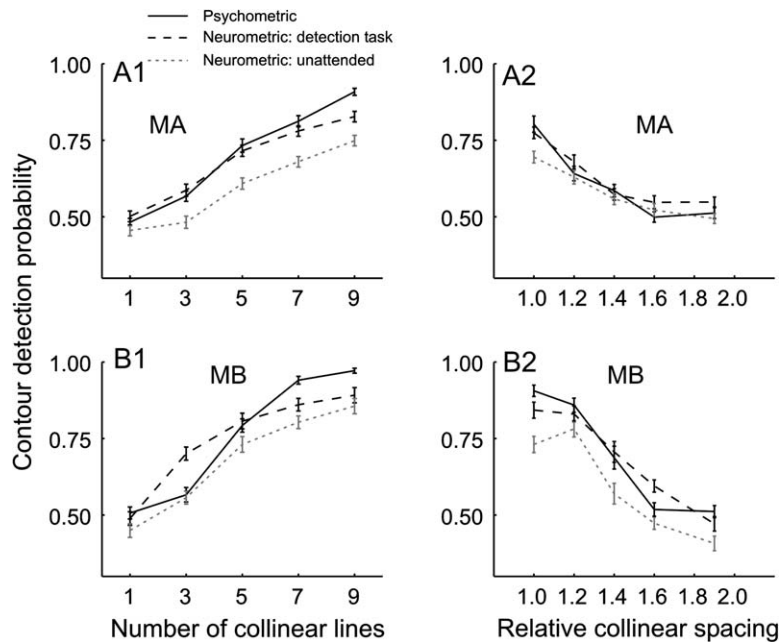 Psychometric
Neurometric: detection task
Neurometric: unattended
A1
MA
1.00
0.75
0.50
1 3 5 7 9
A2
MA
1.00
0.75
0.50
1.0 1.2 1.4 1.6 1.8 2.0
Contour detection probability
B1
MB
1.00
0.75
0.50
1 3 5 7 9
Number of collinear lines
B2
MB
1.00
0.75
0.50
1.0 1.2 1.4 1.6 1.8 2.0
Relative collinear spacing